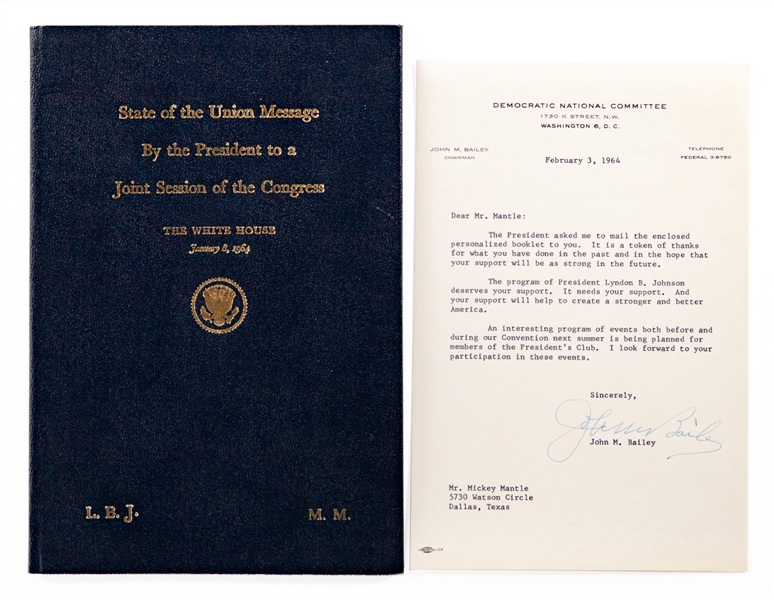 State of the Union Message
By the President to a
Joint Session of the Congress
THE WHITE HOUSE
January 8, 1964
L. B. J.
M. M.
DEMOCRATIC NATIONAL COMMITTEE
1730 K STREET, N.W.
WASHINGTON 6, D. C.
JOHN M. BAILEY
CHAIRMAN
TELEPHONE
FEDERAL 3-8750
February 3, 1964
Dear Mr. Mantle:
The President asked me to mail the enclosed
personalized booklet to you. It is a token of thanks
for what you have done in the past and in the hope that
your support will be as strong in the future.
The program of President Lyndon B. Johnson
deserves your support. It needs your support. And
your support will help to create a stronger and better
America.
An interesting program of events both before and
during our Convention next summer is being planned for
members of the President's Club. I look forward to your
participation in these events.
Sincerely,
John M. Bailey
John M. Bailey
Mr. Mickey Mantle
5730 Watson Circle
Dallas, Texas